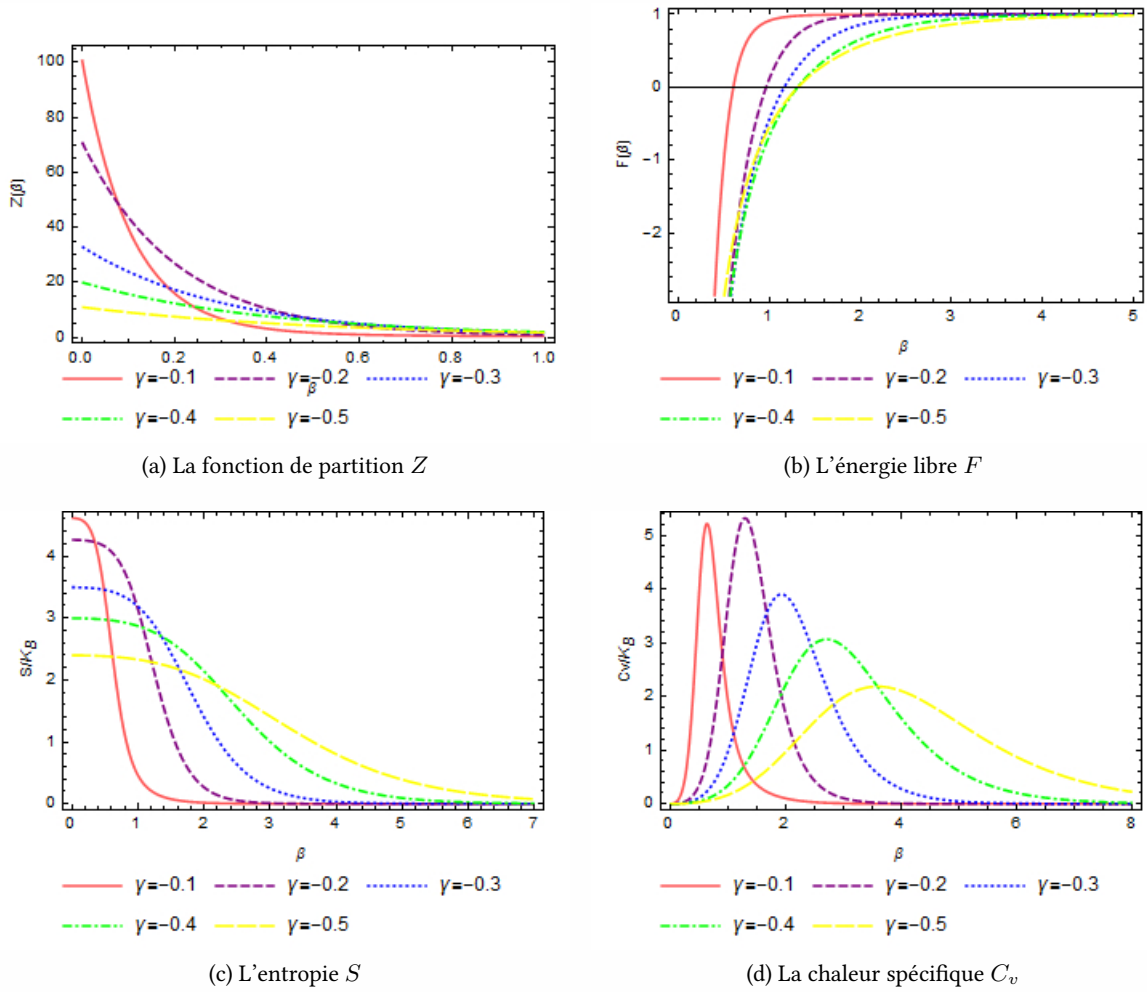 100
80
60
40
20
0
Z(β)
0.0 0.2 0.4 0.6 0.8 1.0
β
γ=-0.1 γ=-0.2 γ=-0.3
γ=-0.4 γ=-0.5
(a) La fonction de partition Z
1
0
-1
-2
F(β)
0 1 2 3 4 5
β
γ=-0.1 γ=-0.2 γ=-0.3
γ=-0.4 γ=-0.5
(b) L'énergie libre F
4
3
2
1
0
S/K_B
0 1 2 3 4 5 6 7
β
γ=-0.1 γ=-0.2 γ=-0.3
γ=-0.4 γ=-0.5
(c) L'entropie S
5
4
3
2
1
0
Cv/K_B
0 2 4 6 8
β
γ=-0.1 γ=-0.2 γ=-0.3
γ=-0.4 γ=-0.5
(d) La chaleur spécifique C_v